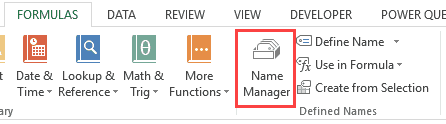 FORMULAS DATA REVIEW VIEW DEVELOPER POWER QUE
Date & Time
Lookup & Reference
Math & Trig
More Functions
Name Manager
Define Name
Use in Formula
Create from Selection
ary
Defined Names